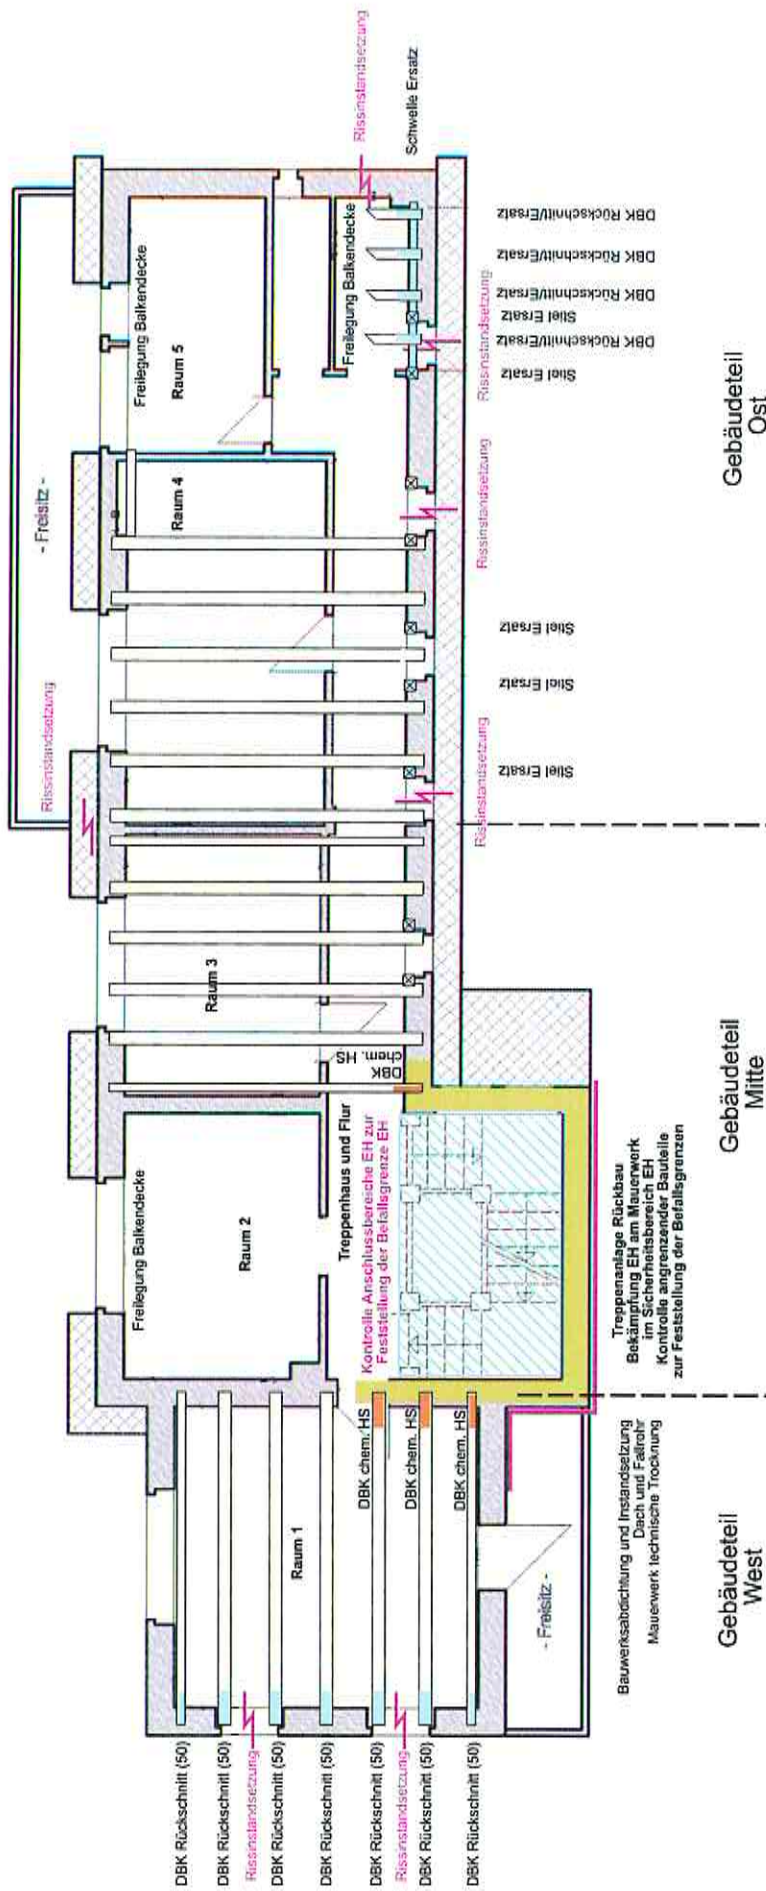 DBK Rückschnitt (50)
DBK Rückschnitt (50)
Rissinstandsetzung
DBK Rückschnitt (50)
DBK Rückschnitt (50)
DBK Rückschnitt (50)
Rissinstandsetzung
DBK Rückschnitt (50)
DBK Rückschnitt (50)
Raum 1
DBK chem. HS
DBK chem. HS
DBK chem. HS
- Freisitz -
Bauwerksabdichtung und Instandsetzung
Dach und Fallrohr
Mauerwerk technische Trocknung
Gebäudeteil
West
Freilegung Balkendecke
Raum 2
Treppenhaus und Flur
Kontrolle Anschlussbereiche EH zur
Feststellung der Befallsgrenze EH
DBK
chem. HS
Raum 3
Treppenanlage Rückbau
Bekämpfung EH am Mauerwerk
im Sicherheitsbereich EH
Kontrolle angrenzender Bauteile
zur Feststellung der Befallsgrenzen
Gebäudeteil
Mitte
Rissinstandsetzung
- Freisitz -
Raum 4
Freilegung Balkendecke
Raum 5
Freilegung Balkendecke
Rissinstandsetzung
Schwelle Ersatz
Rissinstandsetzung
Rissinstandsetzung
Rissinstandsetzung
Stiel Ersatz
Stiel Ersatz
Stiel Ersatz
Stiel Ersatz
DBK Rückschnitt/Ersatz
Stiel Ersatz
DBK Rückschnitt/Ersatz
DBK Rückschnitt/Ersatz
DBK Rückschnitt/Ersatz
Gebäudeteil
Ost